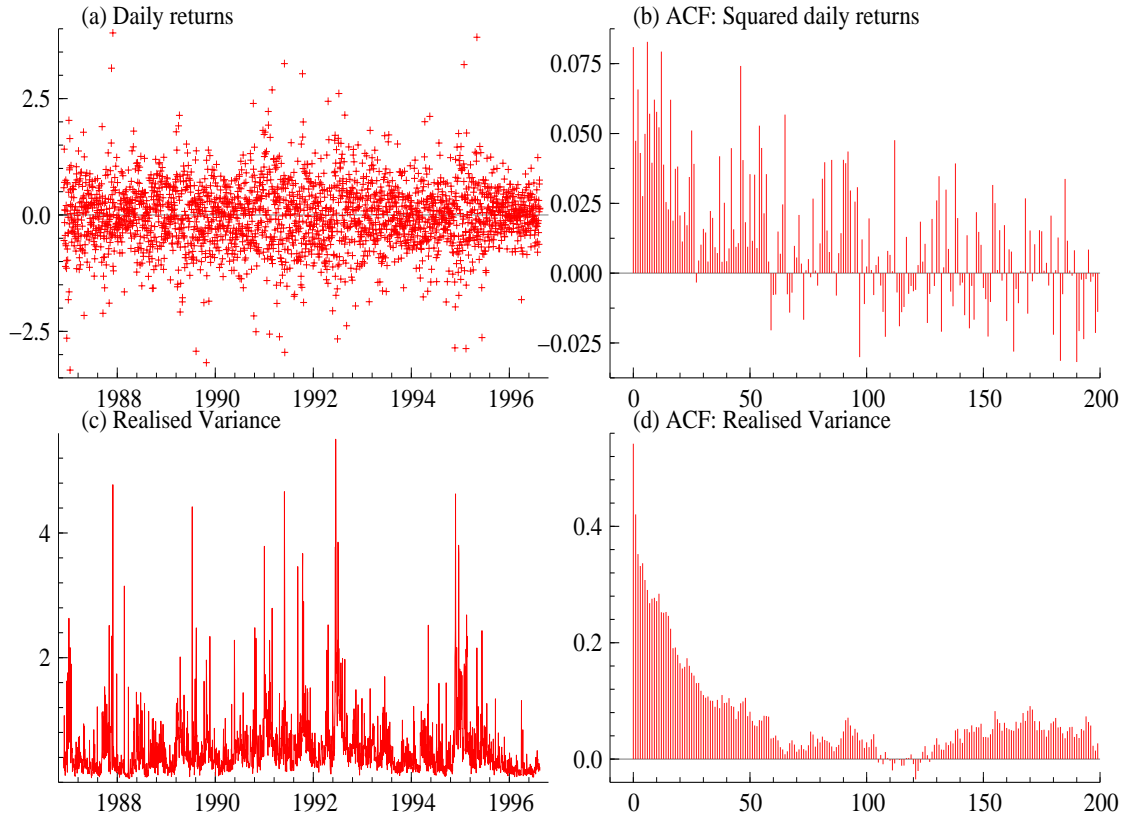 (a) Daily returns
2.5
0.0
−2.5
1988 1990 1992 1994 1996
(b) ACF: Squared daily returns
0.075
0.050
0.025
0.000
−0.025
0 50 100 150 200
(c) Realised Variance
4
2
1988 1990 1992 1994 1996
(d) ACF: Realised Variance
0.4
0.2
0.0
0 50 100 150 200